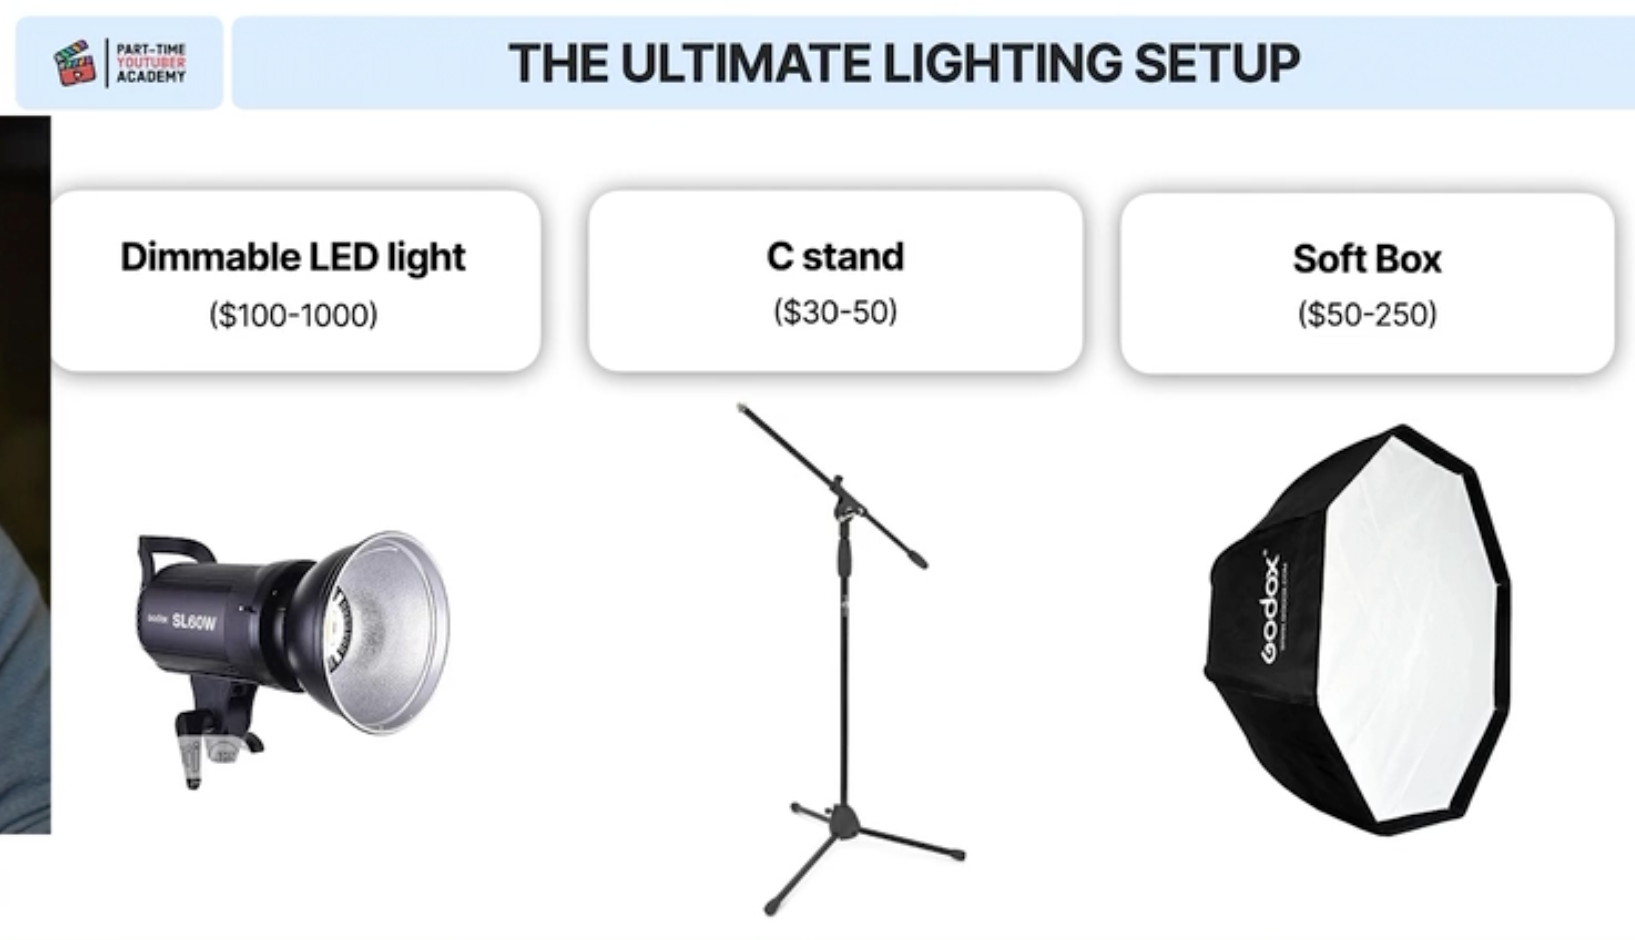 PART-TIME
YOUTUBER
ACADEMY
THE ULTIMATE LIGHTING SETUP
Dimmable LED light
($100-1000)
C stand
($30-50)
Soft Box
($50-250)
Godox SL60W
Godox